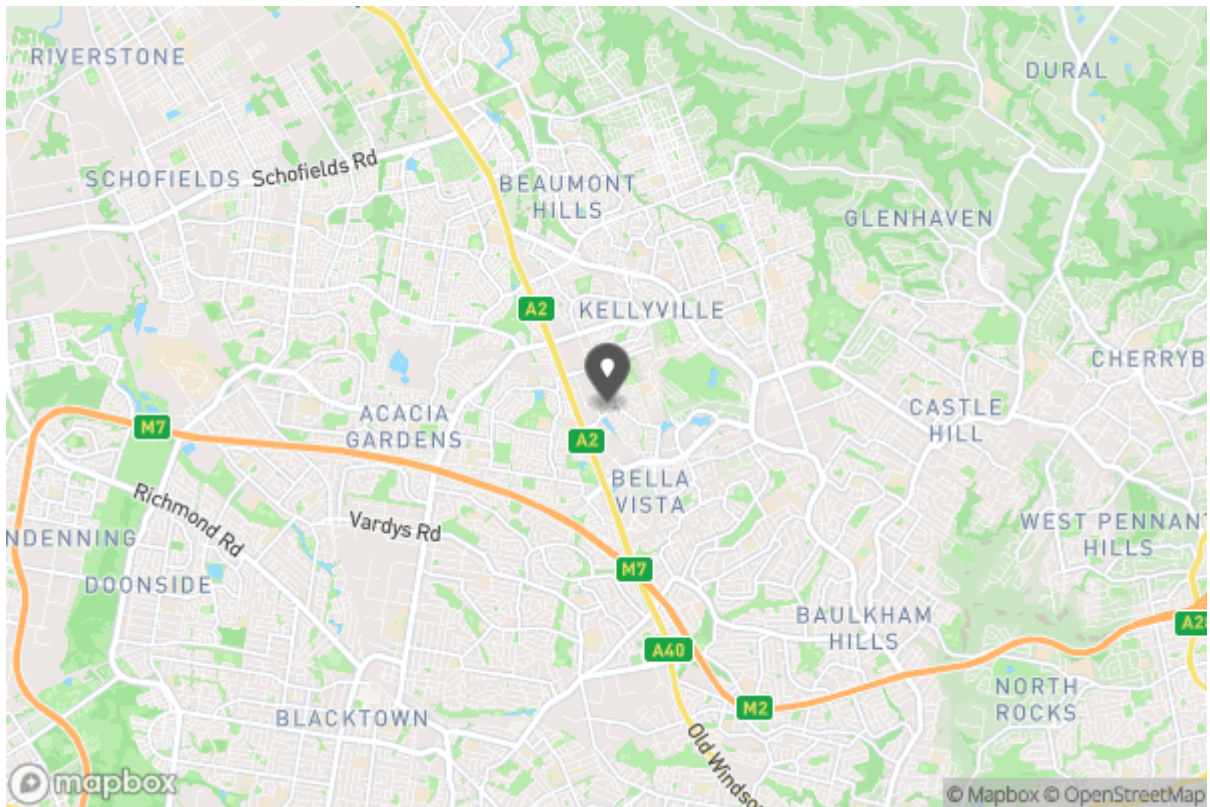 RIVERSTONE
DURAL
SCHOFIELDS
Schofields Rd
BEAUMONT
HILLS
GLENHAVEN
A2
KELLYVILLE
CHERRYB
ACACIA
GARDENS
CASTLE
HILL
M7
A2
BELLA
VISTA
Richmond Rd
Vardys Rd
WEST PENNANT
HILLS
NDENNING
DOONSIDE
M7
BAULKHAM
HILLS
A28
A40
NORTH
ROCKS
M2
BLACKTOWN
Old Windsor
mapbox
© Mapbox © OpenStreetMap